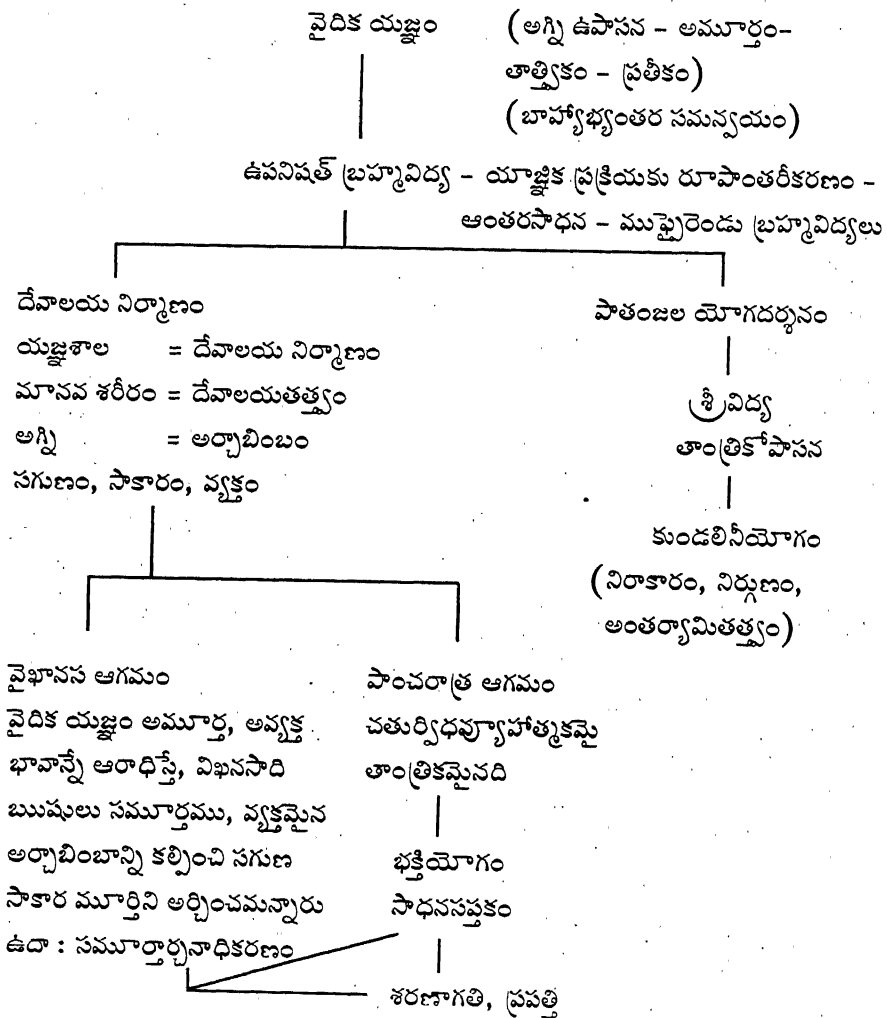 వైదిక యజ్ఞం (అగ్ని ఉపాసన - అమూర్తం-
తాత్త్వికం - ప్రతీకం)
(బాహ్యాభ్యంతర సమన్వయం)
ఉపనిషత్ బ్రహ్మవిద్య - యాజ్ఞిక ప్రక్రియకు రూపాంతరీకరణం -
ఆంతరసాధన - ముప్ఫైరెండు బ్రహ్మవిద్యలు
దేవాలయ నిర్మాణం
యజ్ఞశాల = దేవాలయ నిర్మాణం
మానవ శరీరం = దేవాలయతత్త్వం
అగ్ని = అర్చాబింబం
సగుణం, సాకారం, వ్యక్తం
పాతంజల యోగదర్శనం
శ్రీవిద్య
తాంత్రికోపాసన
కుండలినీయోగం
(నిరాకారం, నిర్గుణం,
అంతర్యామితత్త్వం)
వైఖానస ఆగమం
వైదిక యజ్ఞం అమూర్త, అవ్యక్త
భావాన్నే ఆరాధిస్తే, విఖనసాది
ఋషులు సమూర్తము, వ్యక్తమైన
అర్చాబింబాన్ని కల్పించి సగుణ
సాకార మూర్తిని అర్చించమన్నారు
ఉదా : సమూర్తార్చనాధికరణం
పాంచరాత్ర ఆగమం
చతుర్విధవ్యూహాత్మకమై
తాంత్రికమైనది
భక్తియోగం
సాధనసప్తకం
శరణాగతి, ప్రపత్తి